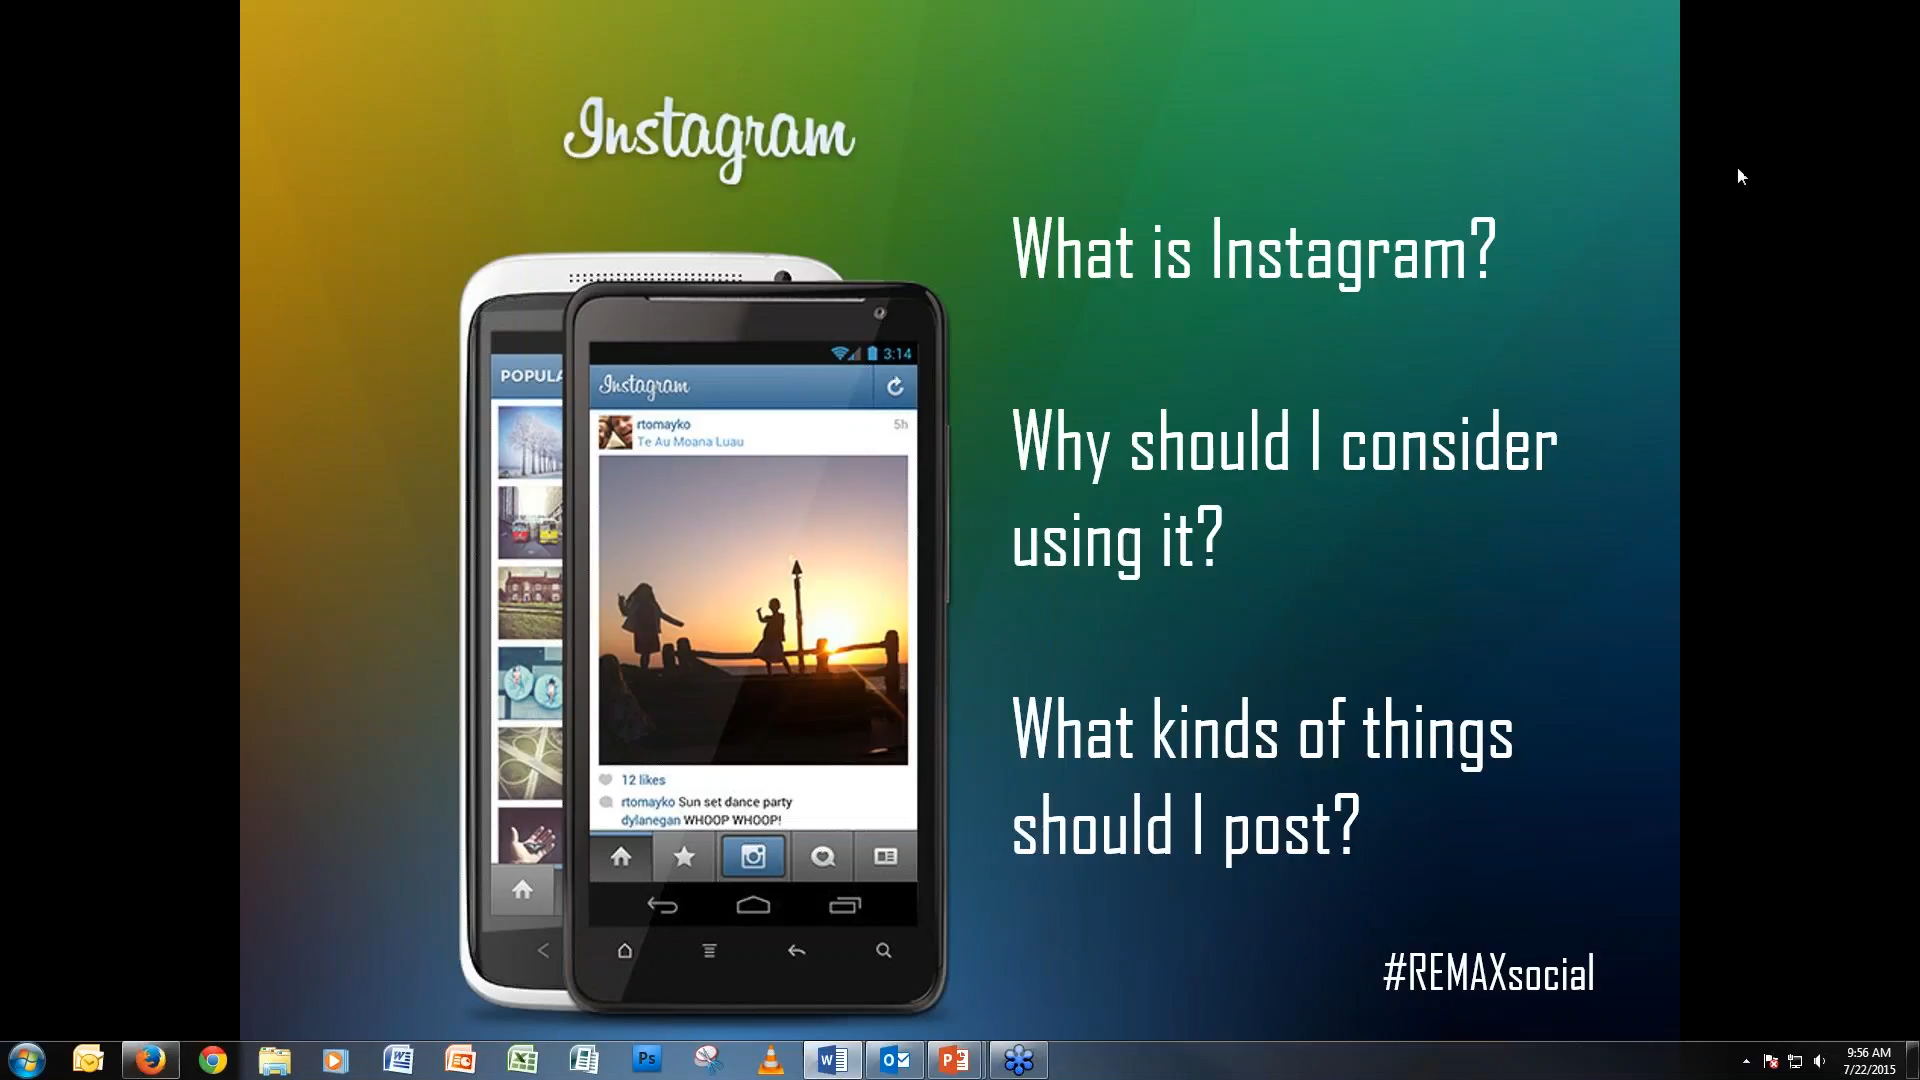 Instagram
What is Instagram?
Why should I consider
using it?
What kinds of things
should I post?
#REMAXsocial
POPULA
3:14
Instagram
rtomayko
5h
Te Au Moana Luau
12 likes
rtomayko Sun set dance party
dylanegan WHOOP WHOOP!
Ps
9:56 AM
7/22/2015